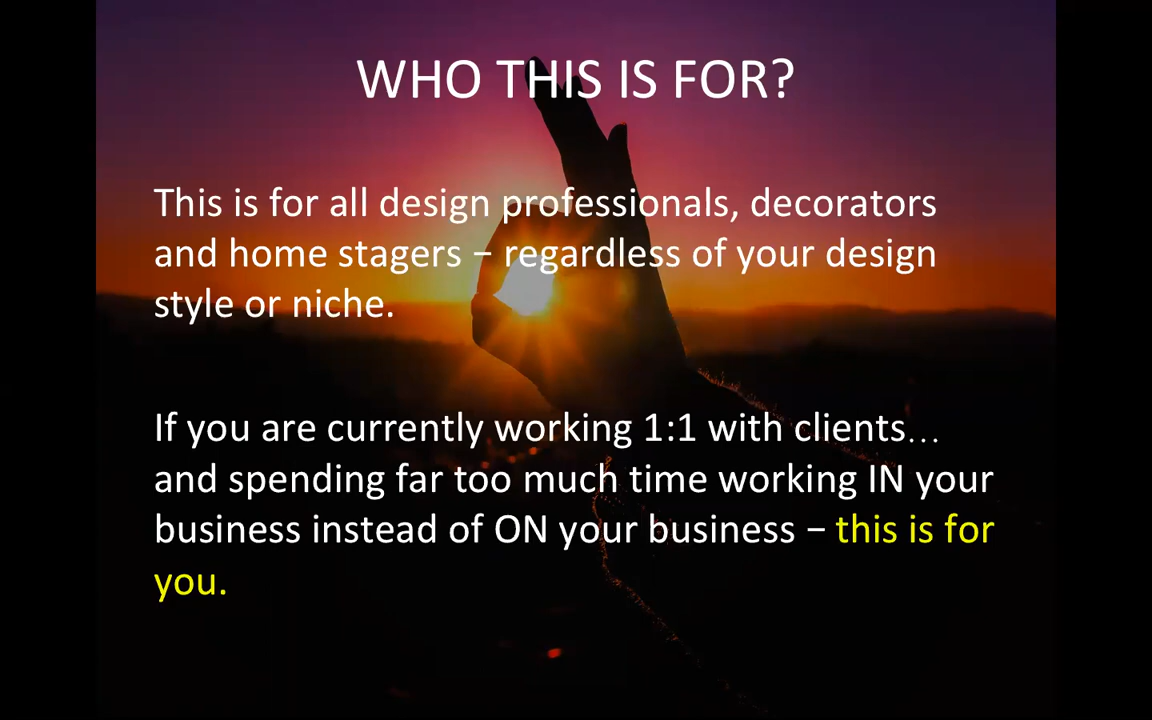 WHO THIS IS FOR?
This is for all design professionals, decorators
and home stagers – regardless of your design
style or niche.
If you are currently working 1:1 with clients…
and spending far too much time working IN your
business instead of ON your business – this is for
you.